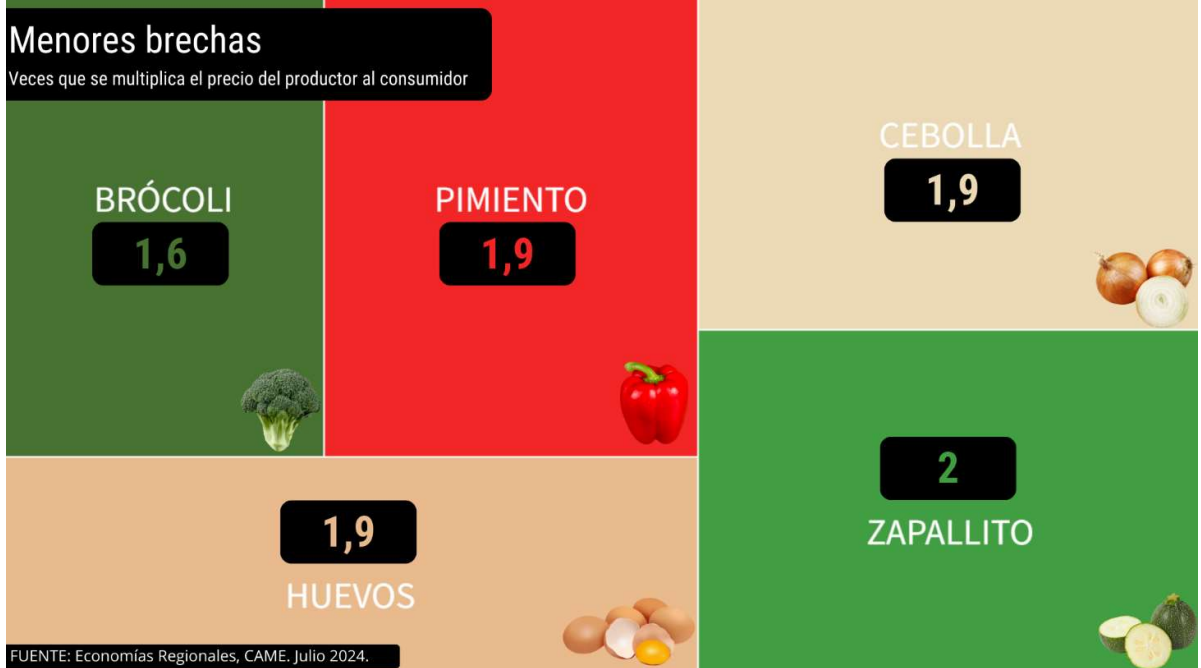 Menores brechas
Veces que se multiplica el precio del productor al consumidor
BRÓCOLI
1,6
PIMIENTO
1,9
CEBOLLA
1,9
1,9
HUEVOS
2
ZAPALLITO
FUENTE: Economías Regionales, CAME. Julio 2024.